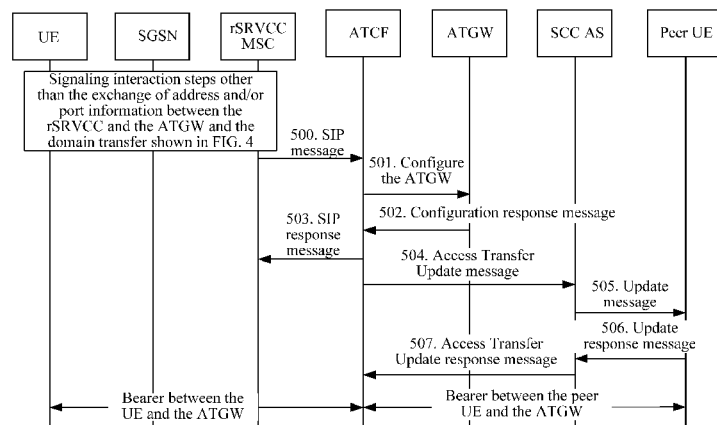 UE
SGSN
rSRVCC
MSC
ATCF
ATGW
SCC AS
Peer UE
Signaling interaction steps other
than the exchange of address and/or
port information between the
rSRVCC and the ATGW and the
domain transfer shown in FIG. 4
500. SIP
message
501. Configure
the ATGW
502. Configuration response message
503. SIP
response
message
504. Access Transfer
Update message
505. Update
message
506. Update
response message
507. Access Transfer
Update response message
Bearer between the
UE and the ATGW
Bearer between the peer
UE and the ATGW